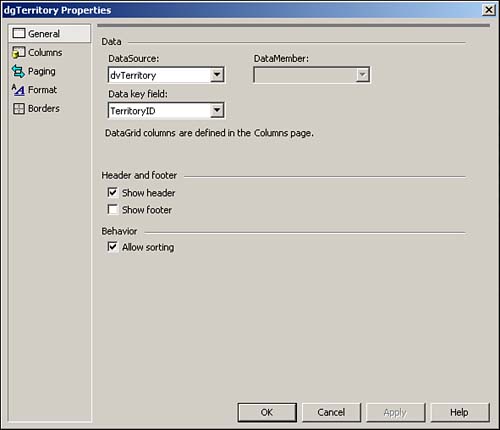 dgTerritory Properties
General
Columns
Paging
Format
Borders
Data
DataSource: DataMember:
dvTerritory
Data key field:
TerritoryID
DataGrid columns are defined in the Columns page.
Header and footer
Show header
Show footer
Behavior
Allow sorting
OK Cancel Apply Help